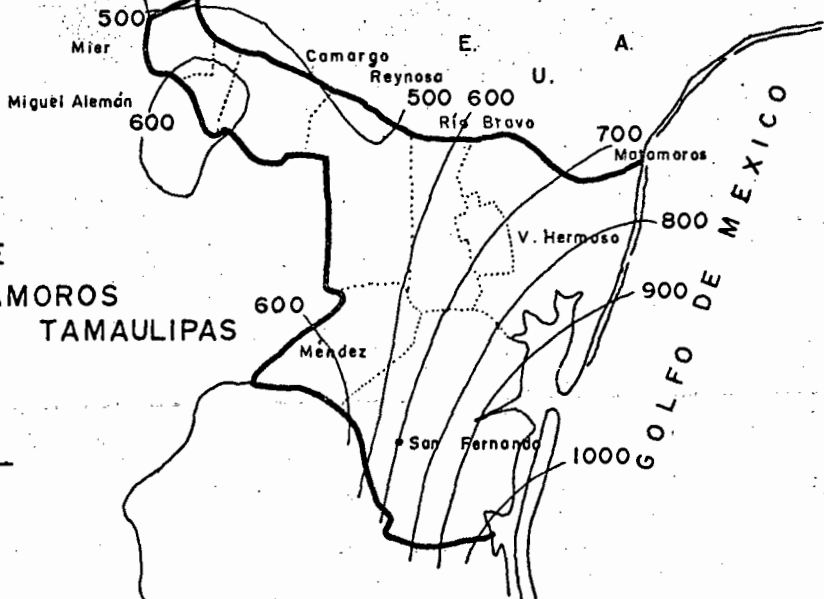 500
Mier
E.
A.
Camargo
Reynosa
U.
Miguel Alemán
600
500
600
Río Bravo
700
Matamoros
GOLFO DE MEXICO
800
V. Hermoso
900
AMOROS
TAMAULIPAS
600
Méndez
San Fernando
1000